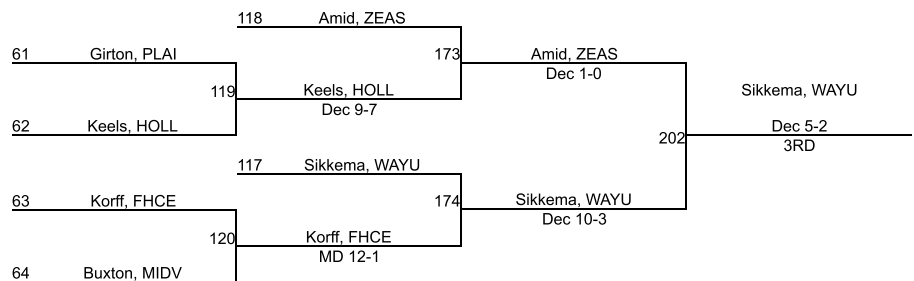 118 Amid, ZEAS
61 Girton, PLAI
173 Amid, ZEAS
Dec 1-0
119 Keels, HOLL
Dec 9-7
Sikkema, WAYU
62 Keels, HOLL
Dec 5-2
202
3RD
117 Sikkema, WAYU
63 Korff, FHCE
174 Sikkema, WAYU
Dec 10-3
120 Korff, FHCE
MD 12-1
64 Buxton, MIDV